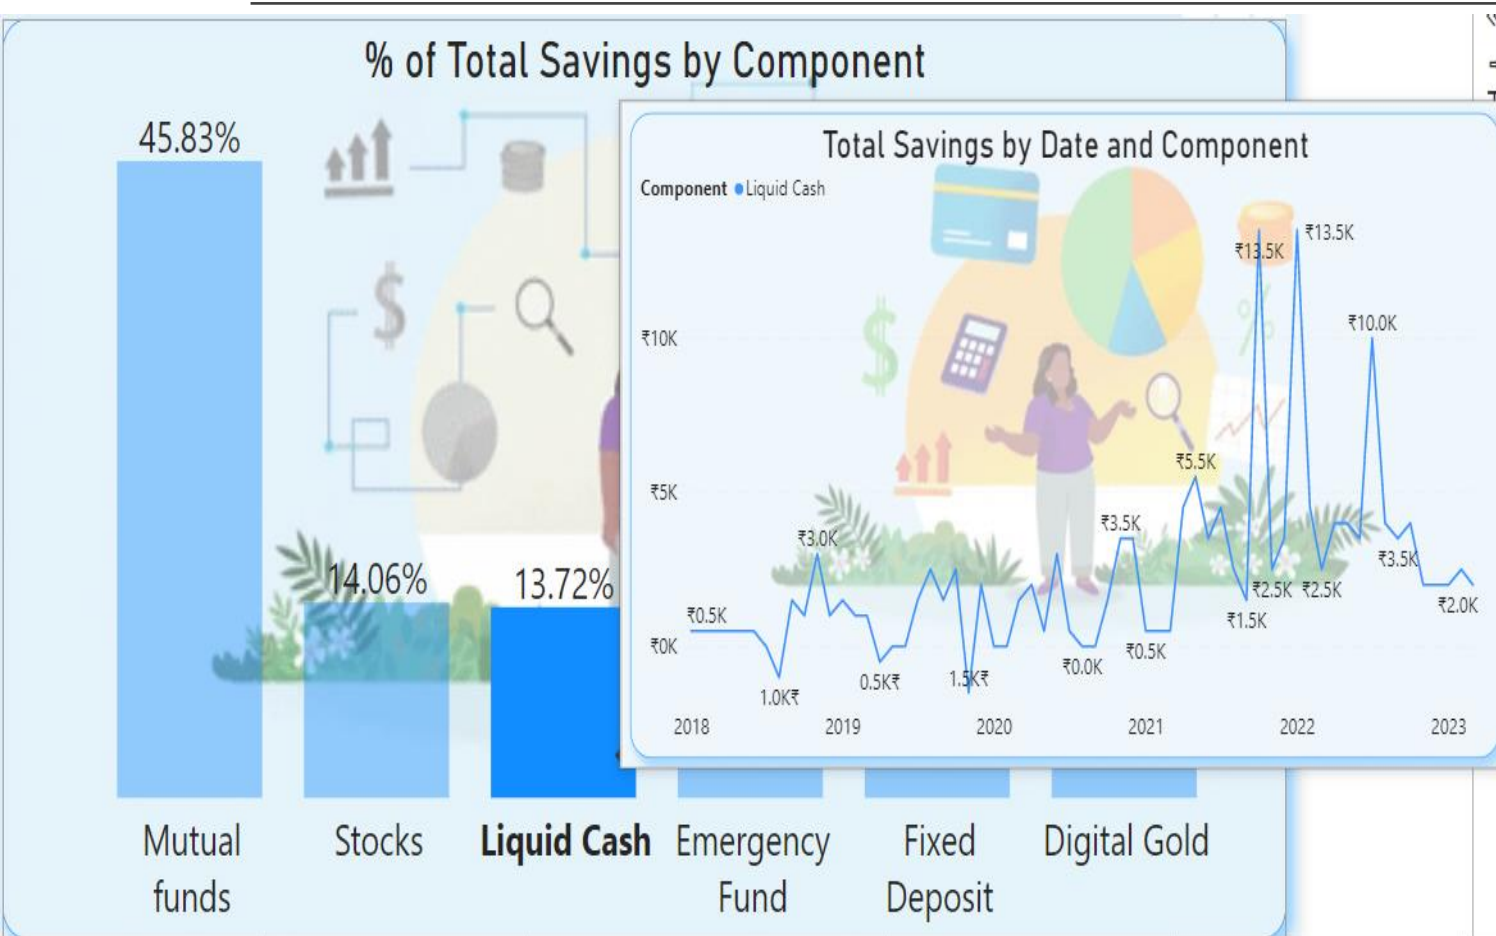 % of Total Savings by Component
45.83%
14.06%
13.72%
Mutual
funds
Stocks
Liquid Cash
Emergency
Fund
Fixed
Deposit
Digital Gold
Total Savings by Date and Component
Component Liquid Cash
₹10K
₹5K
₹0K
₹0.5K
1.0K₹
₹3.0K
0.5K₹
1.5K₹
₹0.0K
₹3.5K
₹0.5K
₹5.5K
₹1.5K
₹13.5K
₹2.5K
₹13.5K
₹2.5K
₹10.0K
₹3.5K
₹2.0K
2018
2019
2020
2021
2022
2023